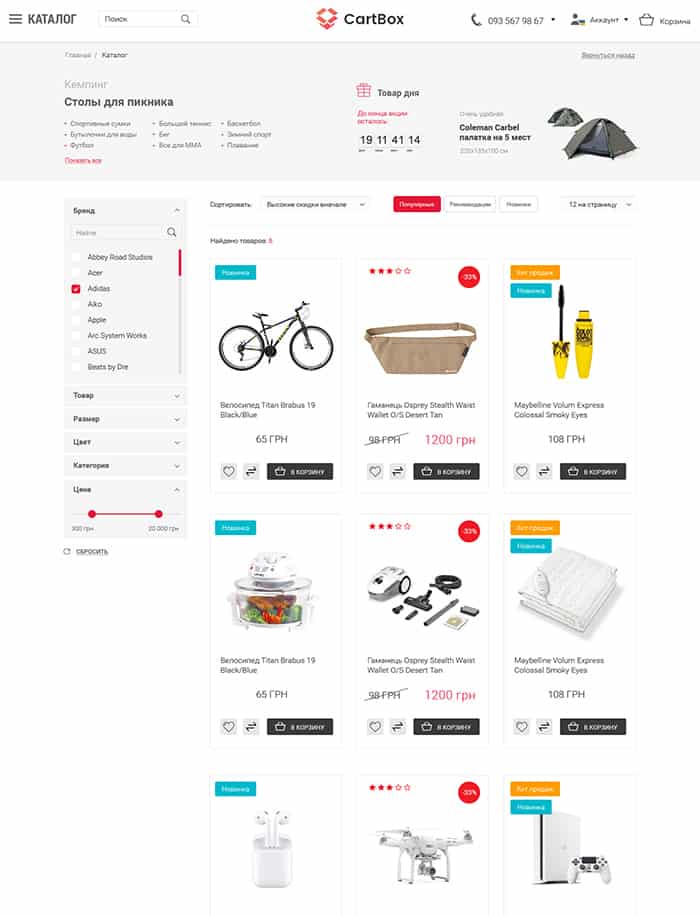 КАТАЛОГ
Поиск
CartBox
093 567 98 67
Аккаунт
Корзина
Главная / Каталог
Вернуться назад
Кемпинг
Столы для пикника
Спортивные сумки
Бутылочки для воды
Футбол
Большой теннис
Бег
Все для ММА
Баскетбол
Зимний спорт
Плавание
Показать все
Товар дня
До конца акции
осталось:
19 11 41 14
Очень удобная
Coleman Carbel
палатка на 5 мест
Бренд
Name
Abbey Road Studios
Acer
Adidas
Aiko
Apple
Arc System Works
ASUS
Beats by Dre
Товар
Размер
Цвет
Категория
Цена
300 грн
20 000 грн
СБРОСИТЬ
Сортировать:
Высокие скидки вначале
Популярные
Рекомендации
Новинки
12 на страницу
Найдено товаров: 8
Новинка
Велосипед Titan Brabus 19
Black/Blue
65 ГРН
В КОРЗИНУ
-33%
Гаманець Osprey Stealth Waist
Wallet O/S Desert Tan
98 ГРН
1200 грн
В КОРЗИНУ
Хит продаж
Новинка
Maybelline Volum Express
Colossal Smoky Eyes
108 ГРН
В КОРЗИНУ
Новинка
Велосипед Titan Brabus 19
Black/Blue
65 ГРН
В КОРЗИНУ
-33%
Гаманець Osprey Stealth Waist
Wallet O/S Desert Tan
98 ГРН
1200 грн
В КОРЗИНУ
Хит продаж
Новинка
Maybelline Volum Express
Colossal Smoky Eyes
108 ГРН
В КОРЗИНУ
Новинка
-33%
Хит продаж
Новинка